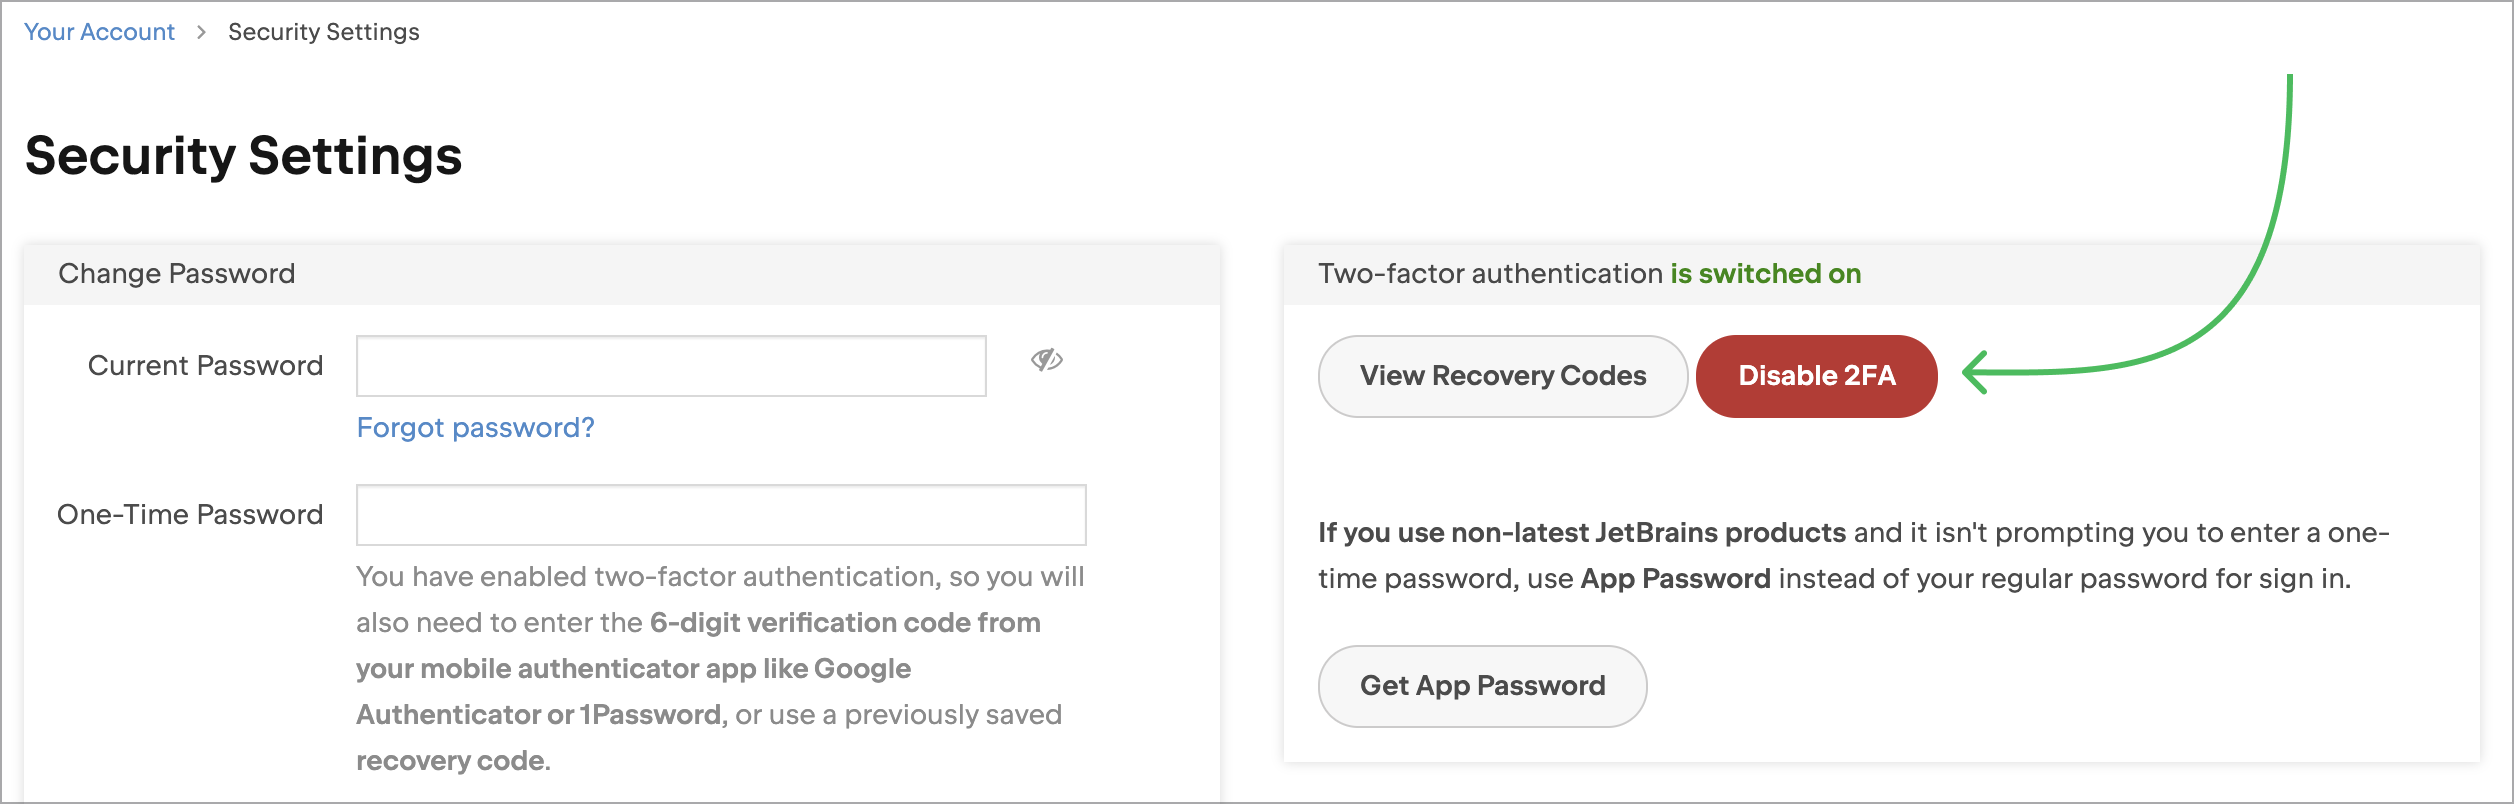 Your Account > Security Settings
Security Settings
Change Password
Current Password
Forgot password?
One-Time Password
You have enabled two-factor authentication, so you will
also need to enter the 6-digit verification code from
your mobile authenticator app like Google
Authenticator or 1Password, or use a previously saved
recovery code.
Two-factor authentication is switched on
View Recovery Codes
Disable 2FA
If you use non-latest JetBrains products and it isn't prompting you to enter a one-
time password, use App Password instead of your regular password for sign in.
Get App Password